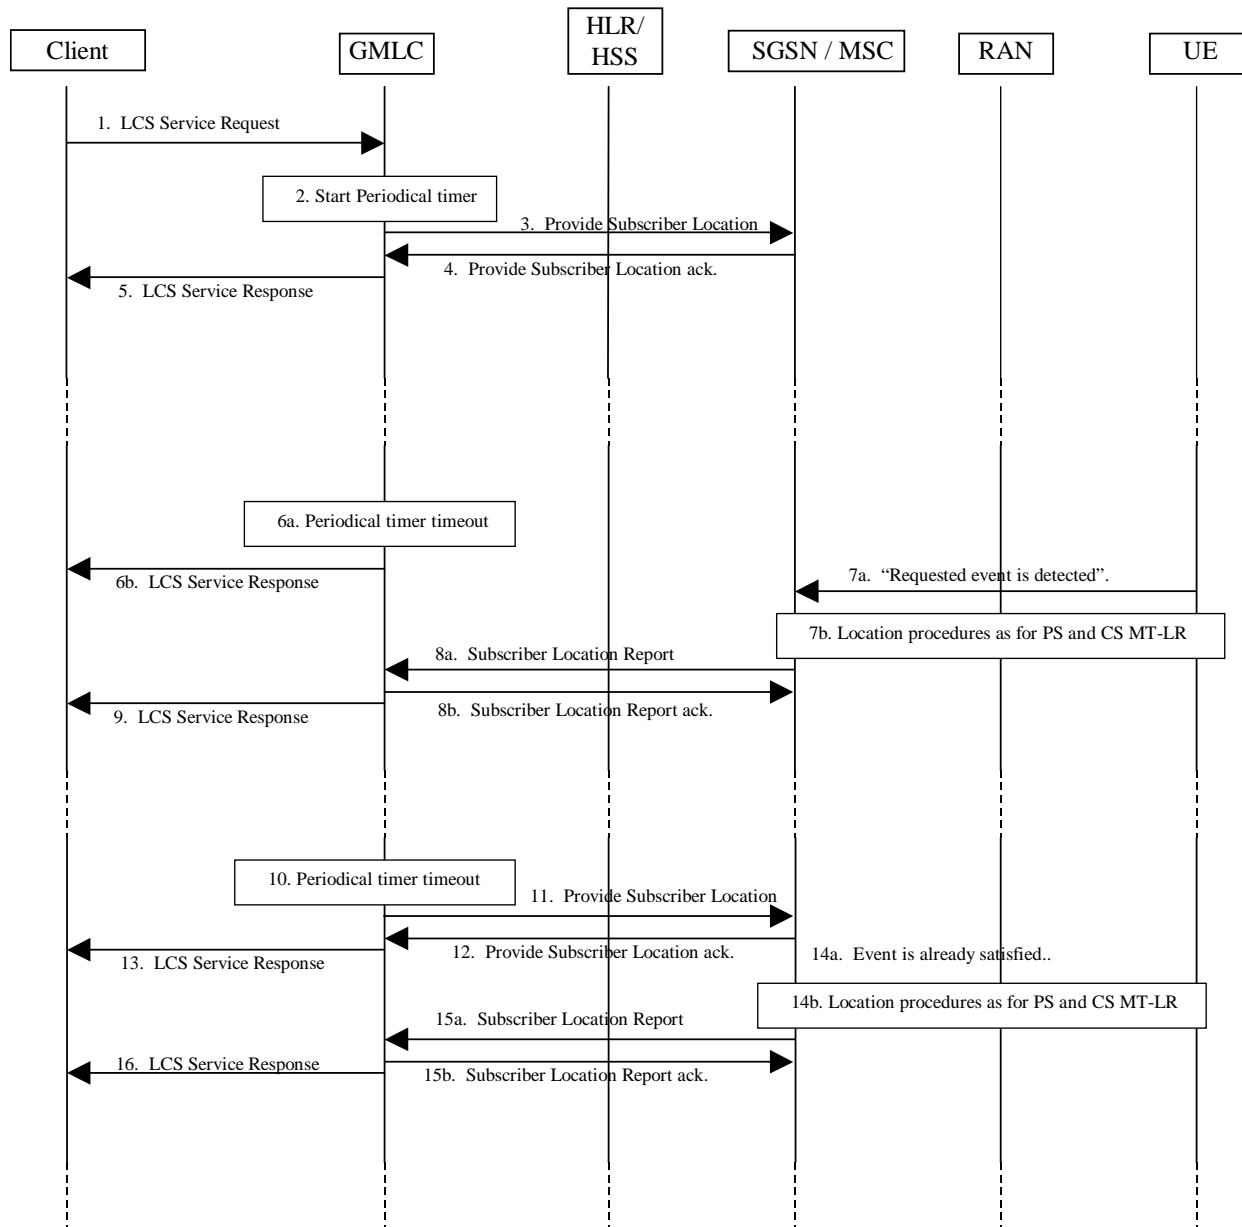 Client
GMLC
HLR/
HSS
SGSN / MSC
RAN
UE
1. LCS Service Request
2. Start Periodical timer
3. Provide Subscriber Location
4. Provide Subscriber Location ack.
5. LCS Service Response
6a. Periodical timer timeout
6b. LCS Service Response
7a. “Requested event is detected”.
7b. Location procedures as for PS and CS MT-LR
8a. Subscriber Location Report
8b. Subscriber Location Report ack.
9. LCS Service Response
10. Periodical timer timeout
11. Provide Subscriber Location
12. Provide Subscriber Location ack.
13. LCS Service Response
14a. Event is already satisfied..
14b. Location procedures as for PS and CS MT-LR
15a. Subscriber Location Report
16. LCS Service Response
15b. Subscriber Location Report ack.